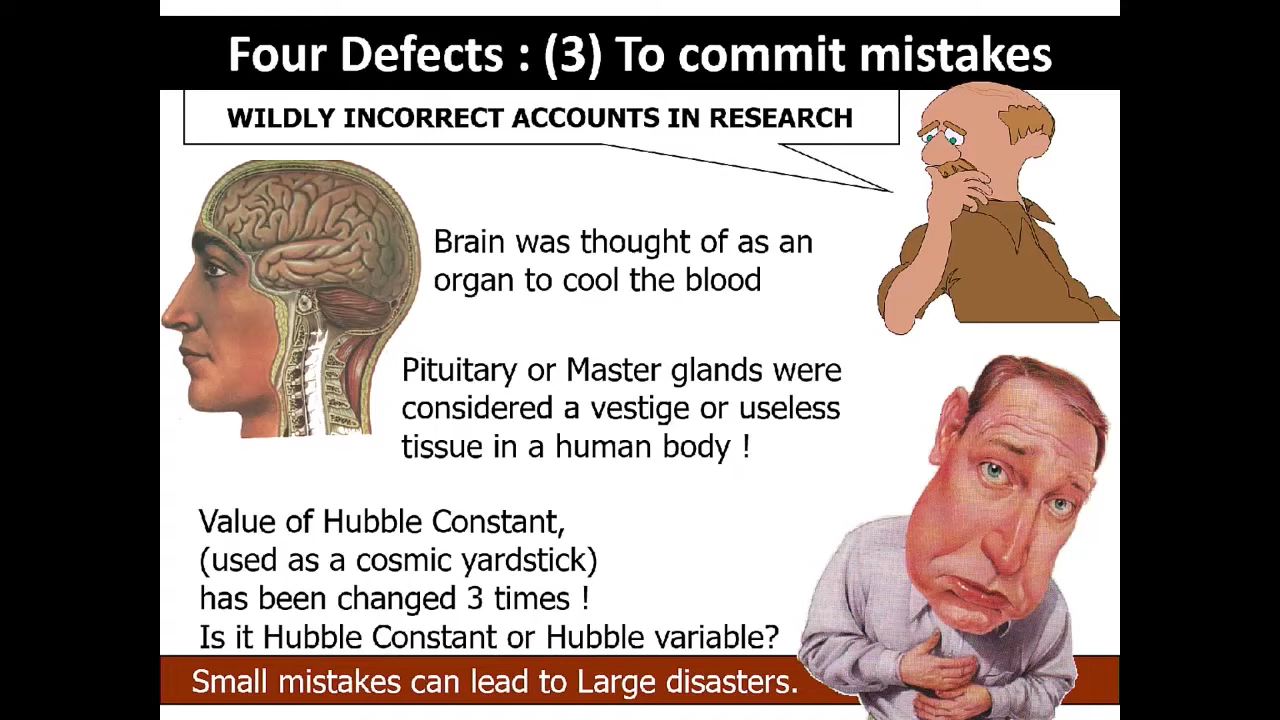 Four Defects : (3) To commit mistakes
WILDLY INCORRECT ACCOUNTS IN RESEARCH
Brain was thought of as an
organ to cool the blood
Pituitary or Master glands were
considered a vestige or useless
tissue in a human body !
Value of Hubble Constant,
(used as a cosmic yardstick)
has been changed 3 times !
Is it Hubble Constant or Hubble variable?
Small mistakes can lead to Large disasters.